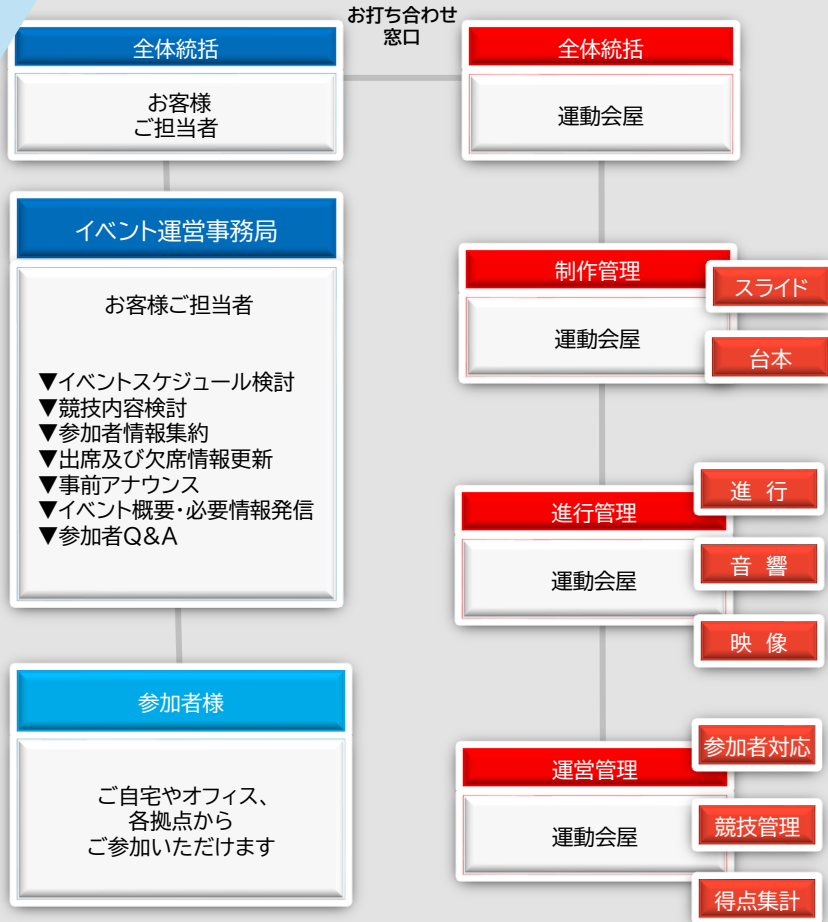 お打ち合わせ
窓口
全体統括
お客様
ご担当者
イベント運営事務局
お客様ご担当者
▼イベントスケジュール検討
▼競技内容検討
▼参加者情報集約
▼出席及び欠席情報更新
▼事前アナウンス
▼イベント概要・必要情報発信
▼参加者Q&A
参加者様
ご自宅やオフィス、
各拠点から
ご参加いただけます
全体統括
運動会屋
制作管理
運動会屋
スライド
台本
進行管理
運動会屋
進 行
音 響
映 像
運営管理
運動会屋
参加者対応
競技管理
得点集計